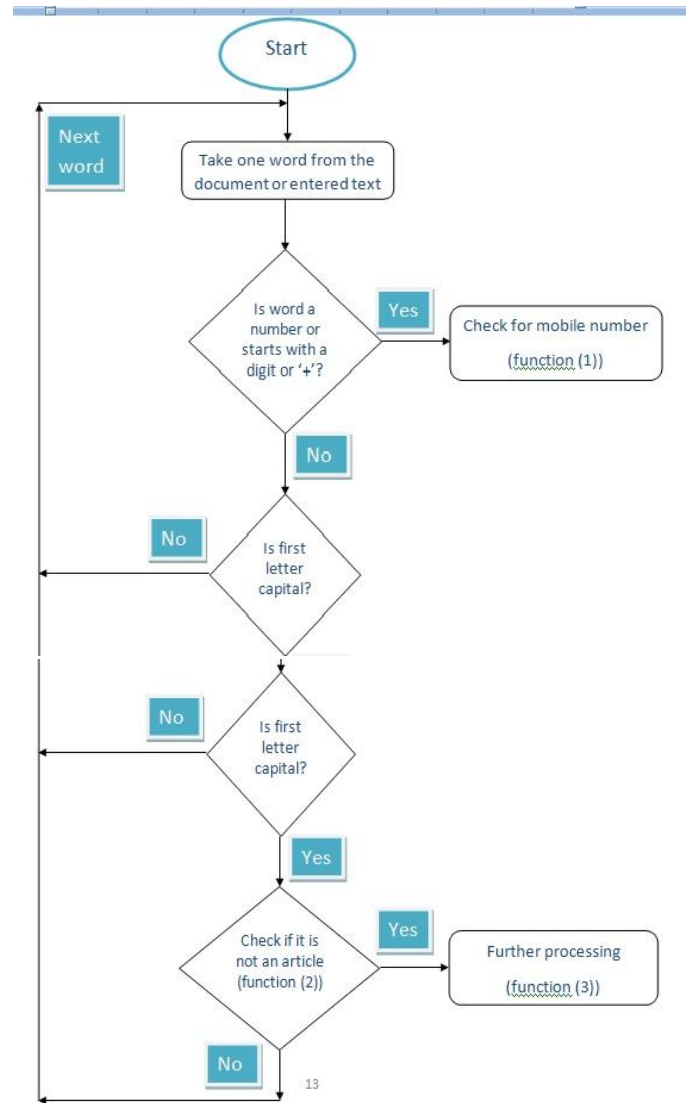 Start
Next
word
Take one word from the
document or entered text
Is word a
number or
starts with a
digit or ‘+’?
Yes
Check for mobile number
(function (1))
No
No
Is first
letter
capital?
No
Is first
letter
capital?
Yes
Check if it is
not an article
(function (2))
Yes
Further processing
(function (3))
No
13